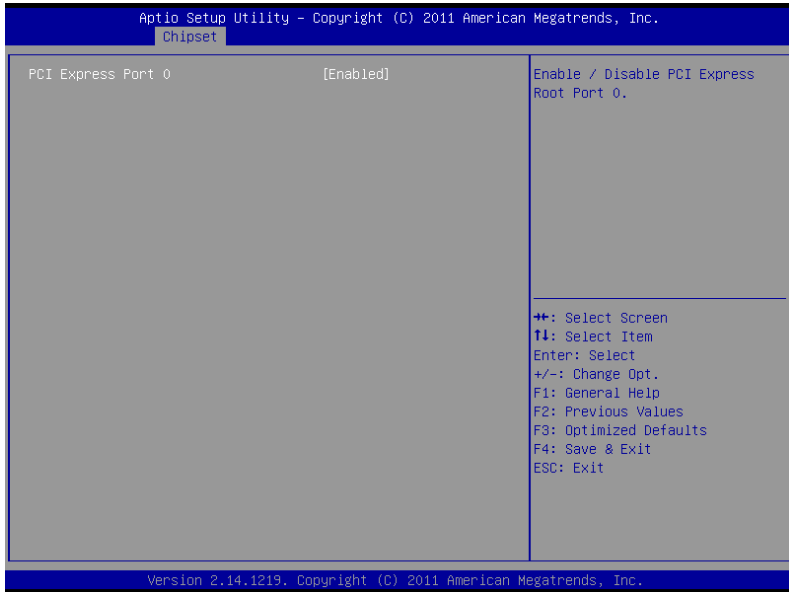 Aptio Setup Utility – Copyright (C) 2011 American Megatrends, Inc.
Chipset
PCI Express Port 0 [Enabled]
Enable / Disable PCI Express
Root Port 0.
→←: Select Screen
↑↓: Select Item
Enter: Select
+/-: Change Opt.
F1: General Help
F2: Previous Values
F3: Optimized Defaults
F4: Save & Exit
ESC: Exit
Version 2.14.1219. Copyright (C) 2011 American Megatrends, Inc.